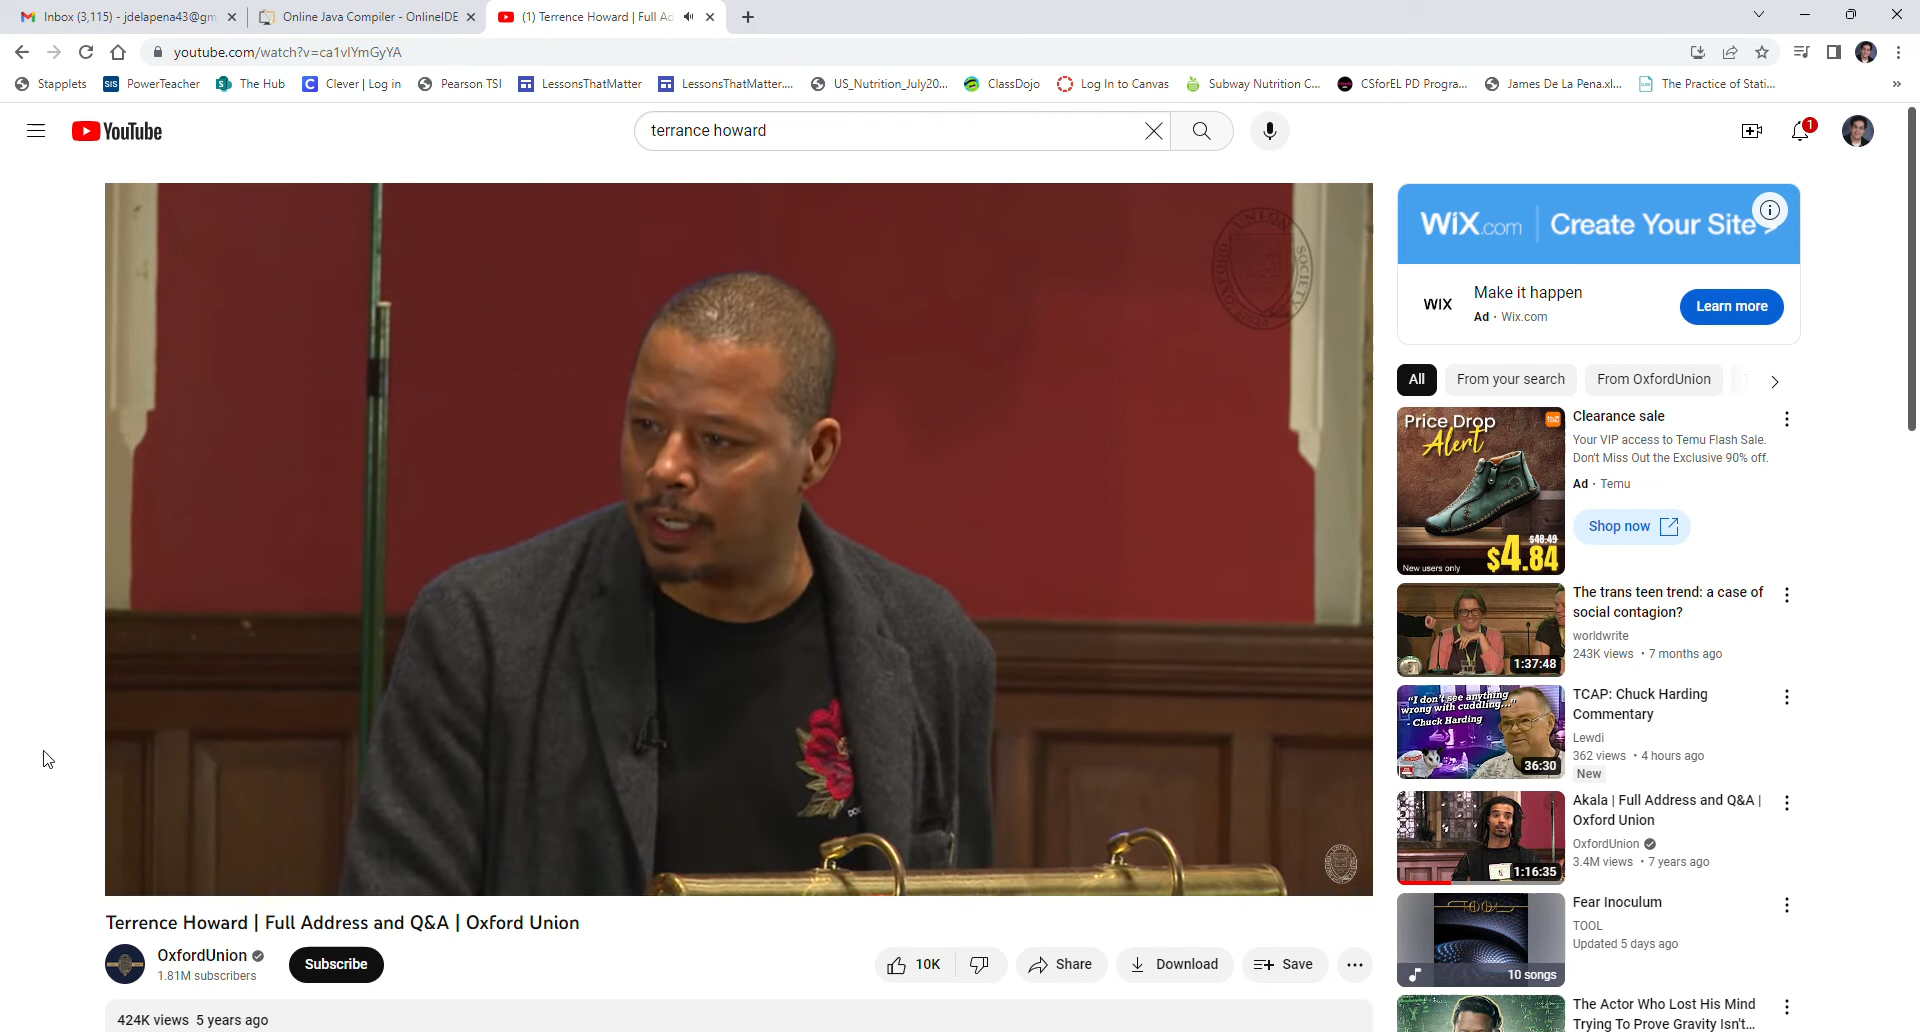 Inbox (3,115) - jdelapena43@gm
Online Java Compiler - OnlineIDE
(1) Terrence Howard | Full Ad
youtube.com/watch?v=ca1vlYmGyYA
Stapplets
SIS PowerTeacher
The Hub
C Clever | Log in
Pearson TSI
LessonsThatMatter
LessonsThatMatter....
US_Nutrition_July20...
ClassDojo
Log In to Canvas
Subway Nutrition C...
CSforEL PD Progra...
James De La Pena.xl...
The Practice of Stati...
YouTube
terrance howard
1
OXFORD UNION SOCIETY
WiX.com | Create Your Site >
WIX
Make it happen
Ad · Wix.com
Learn more
All
From your search
From OxfordUnion
Price Drop
Alert
$48.49
$4.84
New users only
Clearance sale
Your VIP access to Temu Flash Sale.
Don't Miss Out the Exclusive 90% off.
Ad · Temu
Shop now
1:37:48
The trans teen trend: a case of
social contagion?
worldwrite
243K views • 7 months ago
"I don't see anything
wrong with cuddling..."
- Chuck Harding
36:30
TCAP: Chuck Harding
Commentary
Lewdi
362 views • 4 hours ago
New
1:16:35
Akala | Full Address and Q&A |
Oxford Union
OxfordUnion
3.4M views • 7 years ago
TOOL
10 songs
Fear Inoculum
TOOL
Updated 5 days ago
The Actor Who Lost His Mind
Trying To Prove Gravity Isn't...
Terrence Howard | Full Address and Q&A | Oxford Union
OxfordUnion
1.81M subscribers
Subscribe
10K
Share
Download
Save
424K views 5 years ago